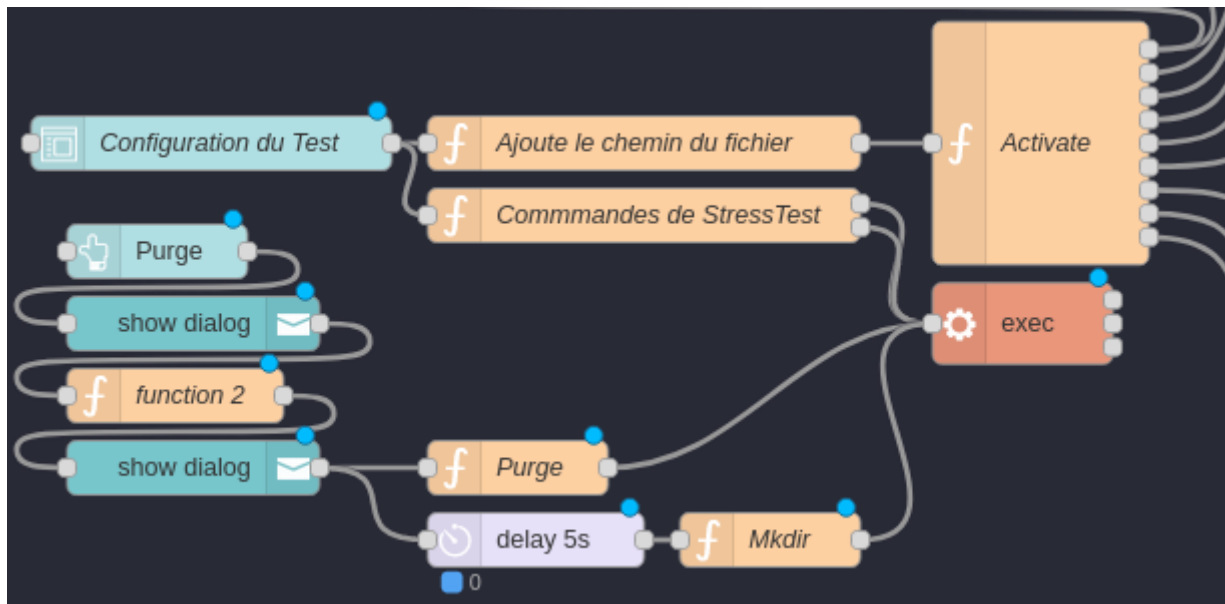 Configuration du Test
Ajoute le chemin du fichier
Activate
Commmandes de StressTest
Purge
show dialog
exec
function 2
show dialog
Purge
delay 5s
Mkdir
0